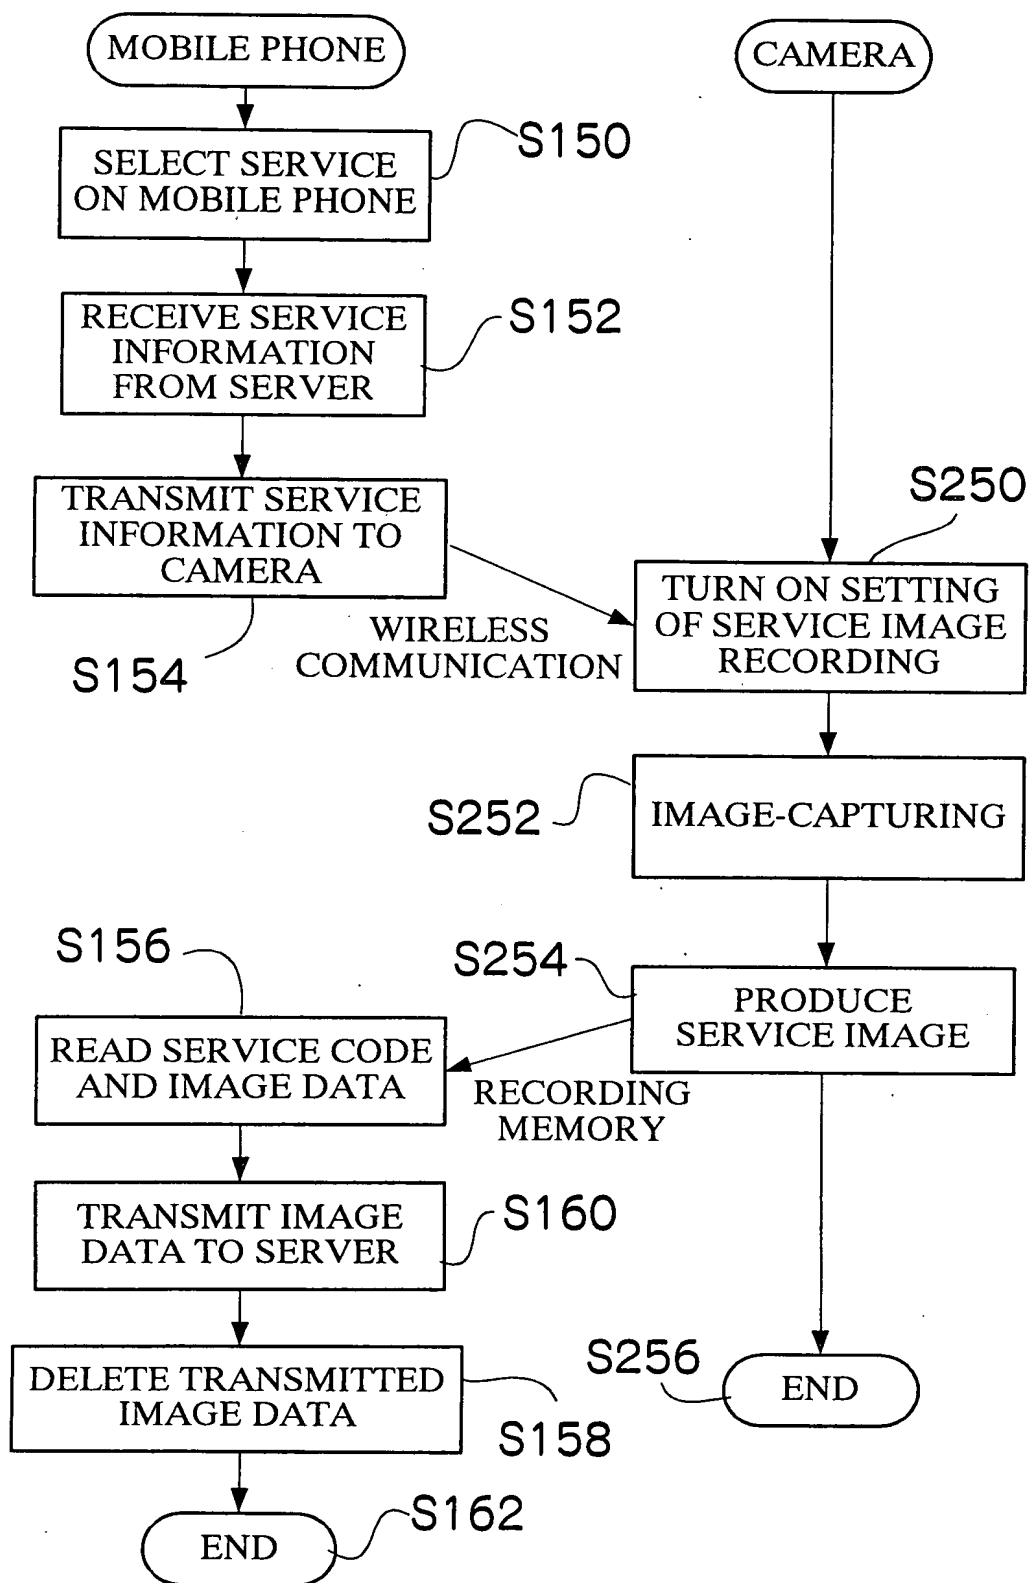 MOBILE PHONE
CAMERA
S150
SELECT SERVICE
ON MOBILE PHONE
S152
RECEIVE SERVICE
INFORMATION
FROM SERVER
TRANSMIT SERVICE
INFORMATION TO
CAMERA
S154
WIRELESS
COMMUNICATION
S250
TURN ON SETTING
OF SERVICE IMAGE
RECORDING
S252
IMAGE-CAPTURING
S254
PRODUCE
SERVICE IMAGE
S156
READ SERVICE CODE
AND IMAGE DATA
RECORDING
MEMORY
TRANSMIT IMAGE
DATA TO SERVER
S160
DELETE TRANSMITTED
IMAGE DATA
S158
S256
END
END
S162